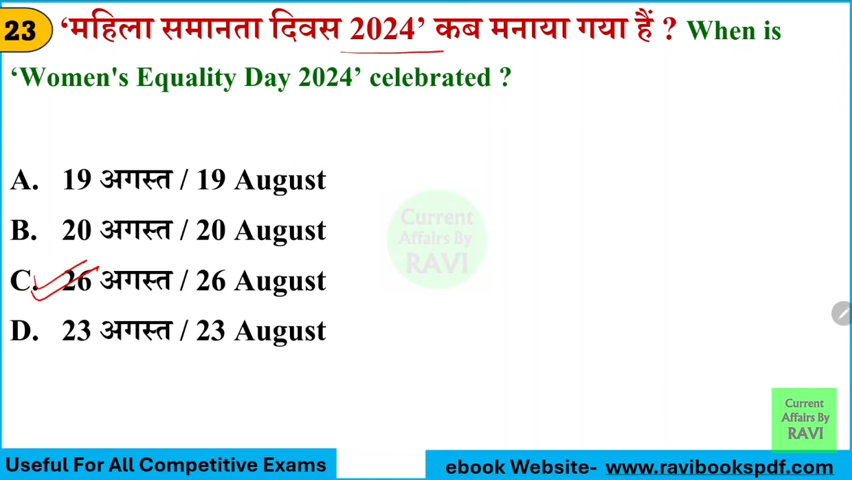 23 ‘महिला समानता दिवस 2024’ कब मनाया गया हैं ? When is
‘Women's Equality Day 2024’ celebrated ?
A. 19 अगस्त / 19 August
B. 20 अगस्त / 20 August
C. 26 अगस्त / 26 August
D. 23 अगस्त / 23 August
Current
Affairs By
RAVI
Current
Affairs By
RAVI
Useful For All Competitive Exams
ebook Website- www.ravibookspdf.com